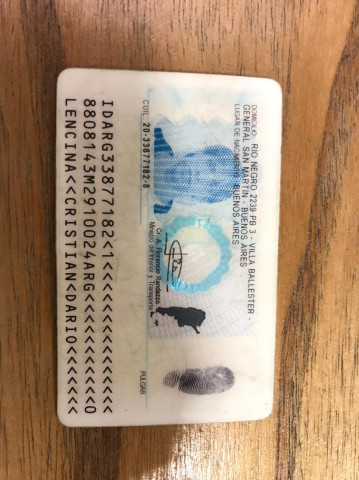 DOMICILIO: RIO NEGRO 2239 PB 3 - VILLA BALLESTER -
GENERAL SAN MARTIN - BUENOS AIRES
LUGAR DE NACIMIENTO: BUENOS AIRES
CUIL: 20-33877182-8
Cr. A. Florencio Randazzo
Ministro del Interior y Transporte
PULGAR
IDARG33877182<1<<<<<<<<<<<<<<<
8808143M2910024ARG<<<<<<<<<<<0
LENCINA<<CRISTIAN<DARIO<<<<<<<